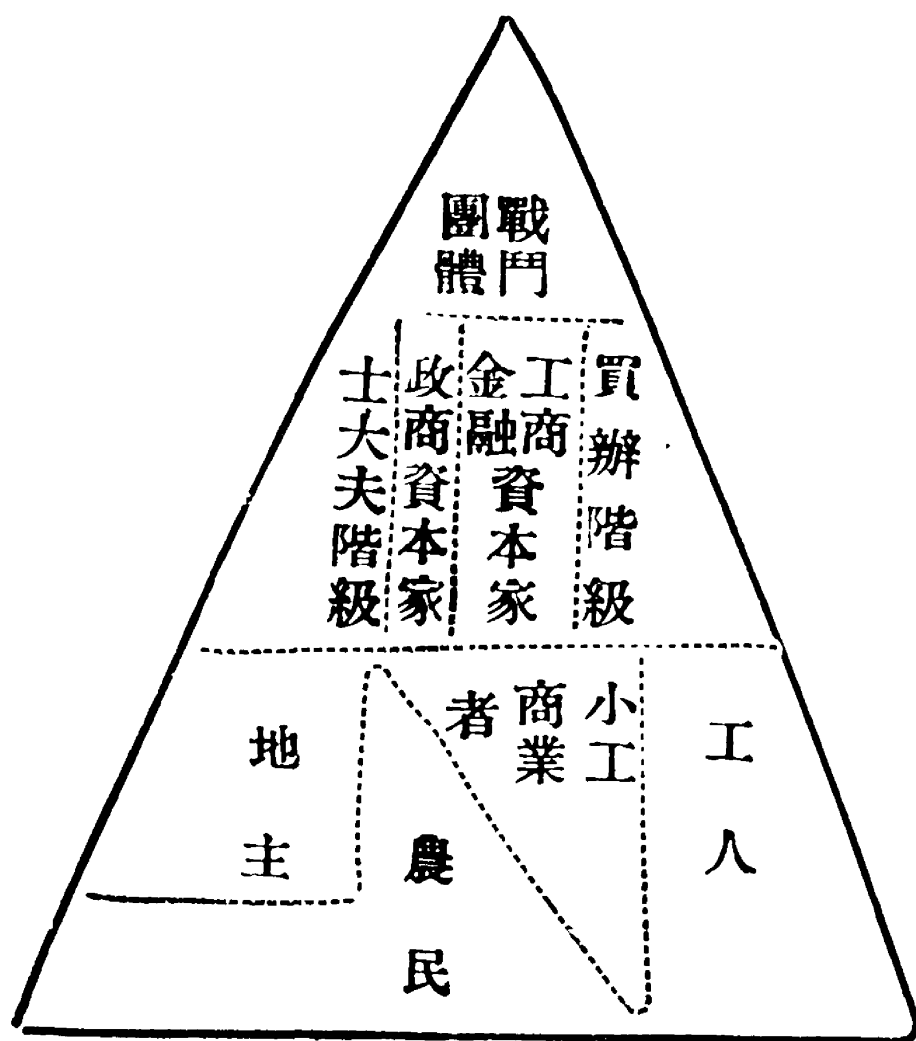 戰鬥
團體
買辦階級
工商
金融
資本家
政商資本家
士大夫階級
工人
小工
商業
者
農民
地主